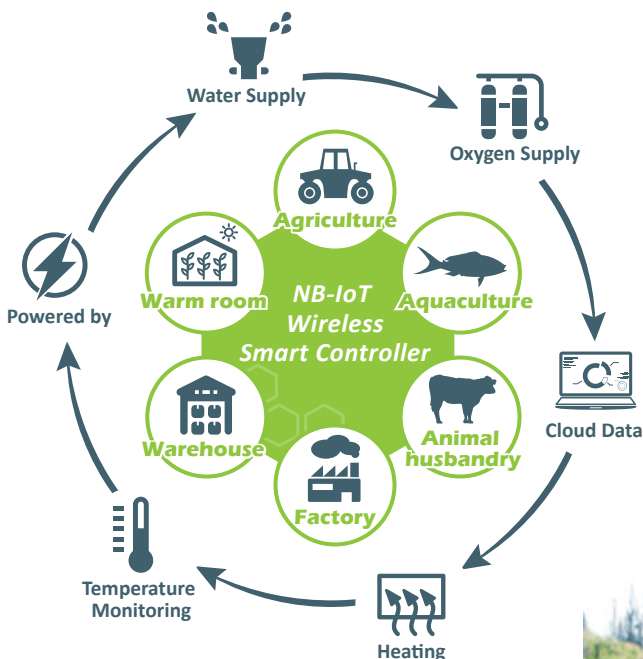 Water Supply
Oxygen Supply
Agriculture
Warm room
Aquaculture
NB-IoT
Wireless
Smart Controller
Powered by
Cloud Data
Warehouse
Animal
husbandry
Factory
Temperature
Monitoring
Heating